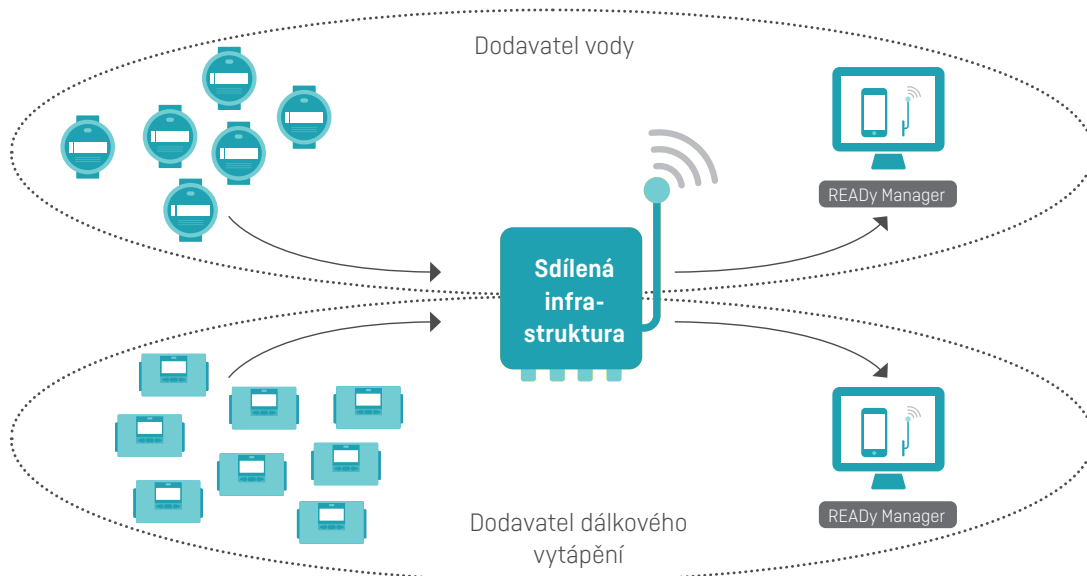 Dodavatel vody
READy Manager
Sdílená
infra-
struktura
READy Manager
Dodavatel dálkového
vytápění